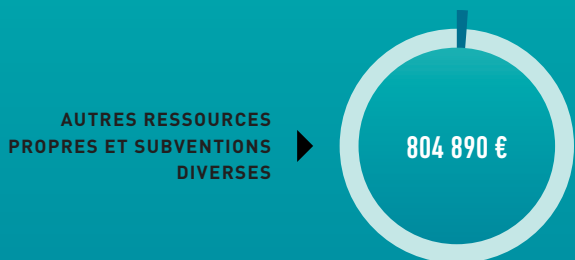 AUTRES RESSOURCES
PROPRES ET SUBVENTIONS
DIVERSES
804 890 €